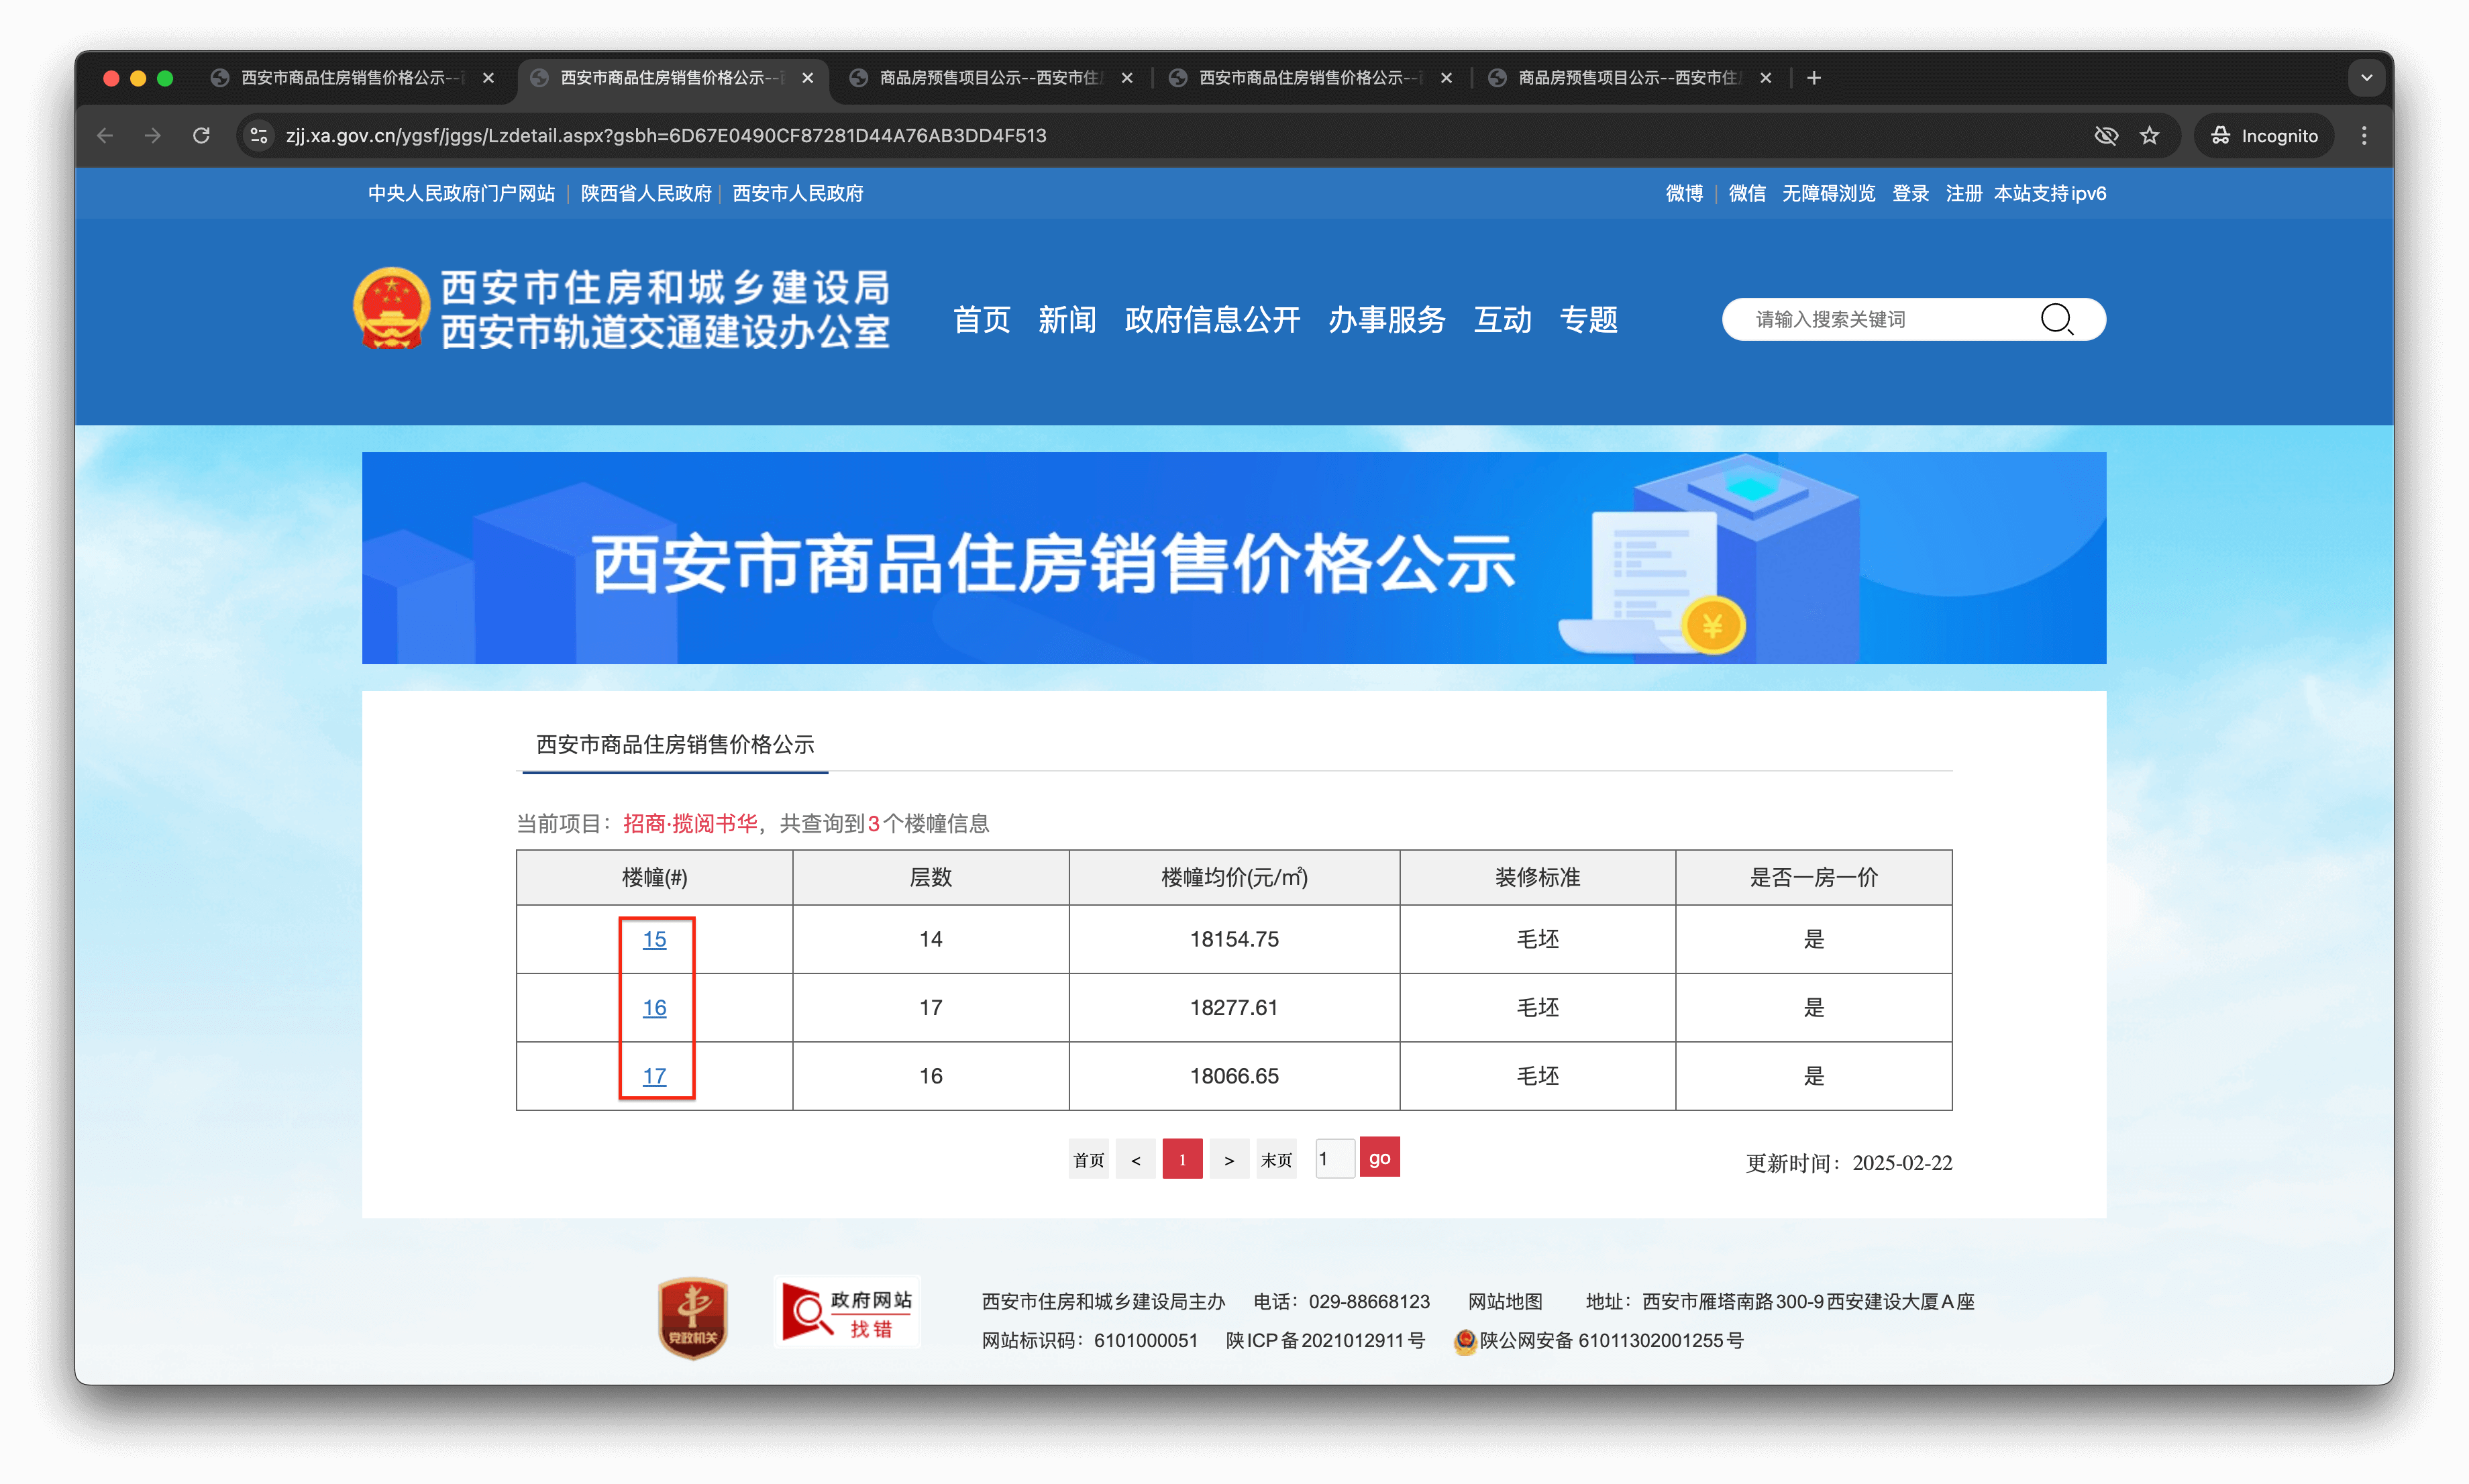 西安市商品住房销售价格公示--
西安市商品住房销售价格公示--
商品房预售项目公示--西安市住
西安市商品住房销售价格公示--
商品房预售项目公示--西安市住
zjj.xa.gov.cn/ygsf/jggs/Lzdetail.aspx?gsbh=6D67E0490CF87281D44A76AB3DD4F513
Incognito
中央人民政府门户网站 | 陕西省人民政府 | 西安市人民政府
微博 | 微信 无障碍浏览 登录 注册 本站支持ipv6
西安市住房和城乡建设局
西安市轨道交通建设办公室
首页 新闻 政府信息公开 办事服务 互动 专题
请输入搜索关键词
西安市商品住房销售价格公示
¥
西安市商品住房销售价格公示
当前项目：招商·揽阅书华，共查询到3个楼幢信息
楼幢(#) 层数 楼幢均价(元/㎡) 装修标准 是否一房一价
15 14 18154.75 毛坯 是
16 17 18277.61 毛坯 是
17 16 18066.65 毛坯 是
首页 < 1 > 末页 1 go
更新时间：2025-02-22
党政机关
政府网站
找错
西安市住房和城乡建设局主办 电话：029-88668123 网站地图 地址：西安市雁塔南路300-9西安建设大厦A座
网站标识码：6101000051 陕ICP备2021012911号 陕公网安备 61011302001255号